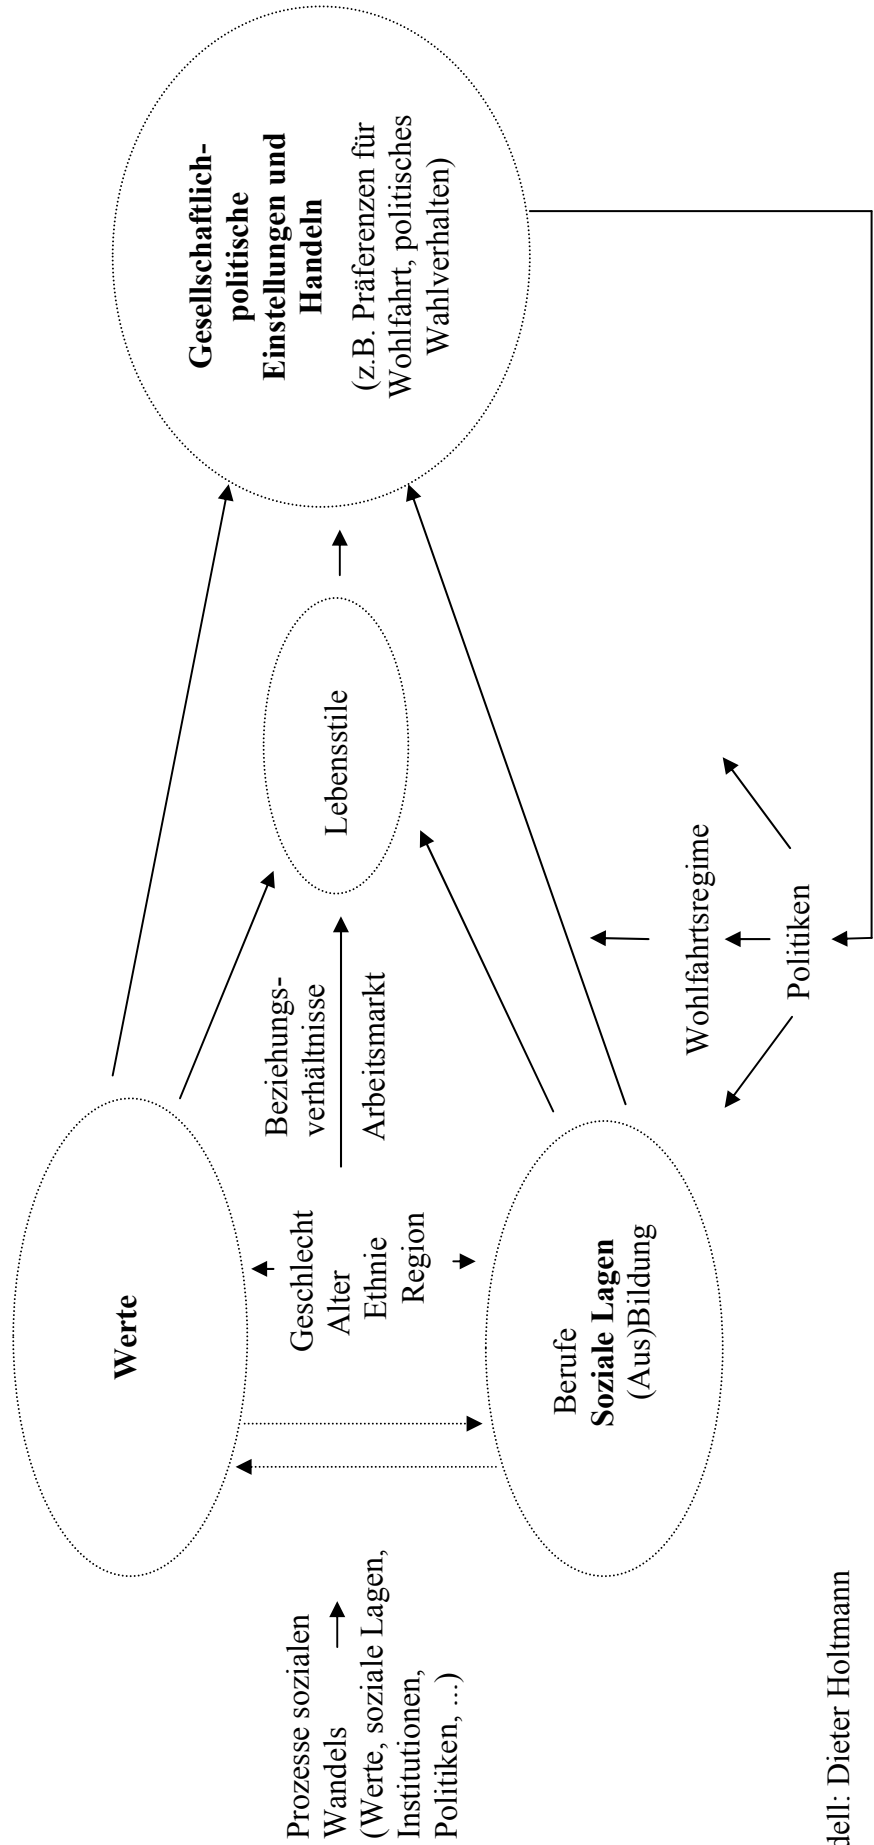 Werte
Prozesse sozialen
Wandels
(Werte, soziale Lagen,
Institutionen,
Politiken, ...)
Geschlecht
Alter
Ethnie
Region
Beziehungs-
verhältnisse
Arbeitsmarkt
Lebensstile
Gesellschaftlich-
politische
Einstellungen und
Handeln
(z.B. Präferenzen für
Wohlfahrt, politisches
Wahlverhalten)
Berufe
Soziale Lagen
(Aus)Bildung
Wohlfahrtsregime
Politiken
dell: Dieter Holtmann